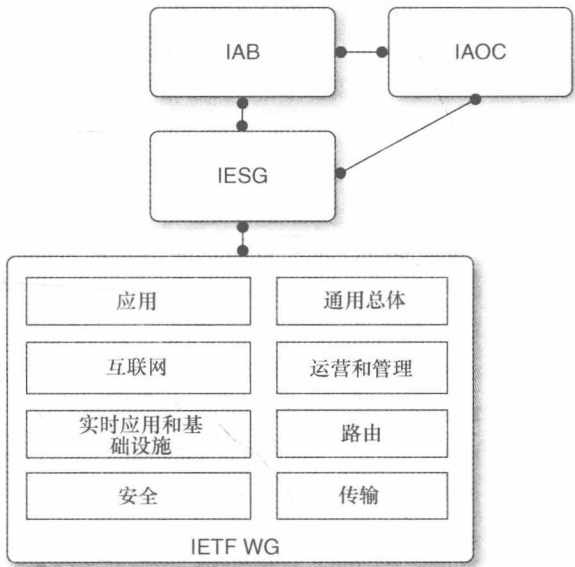 IAB
IAOC
IESG
应用
通用总体
互联网
运营和管理
实时应用和基
础设施
路由
安全
传输
IETF WG